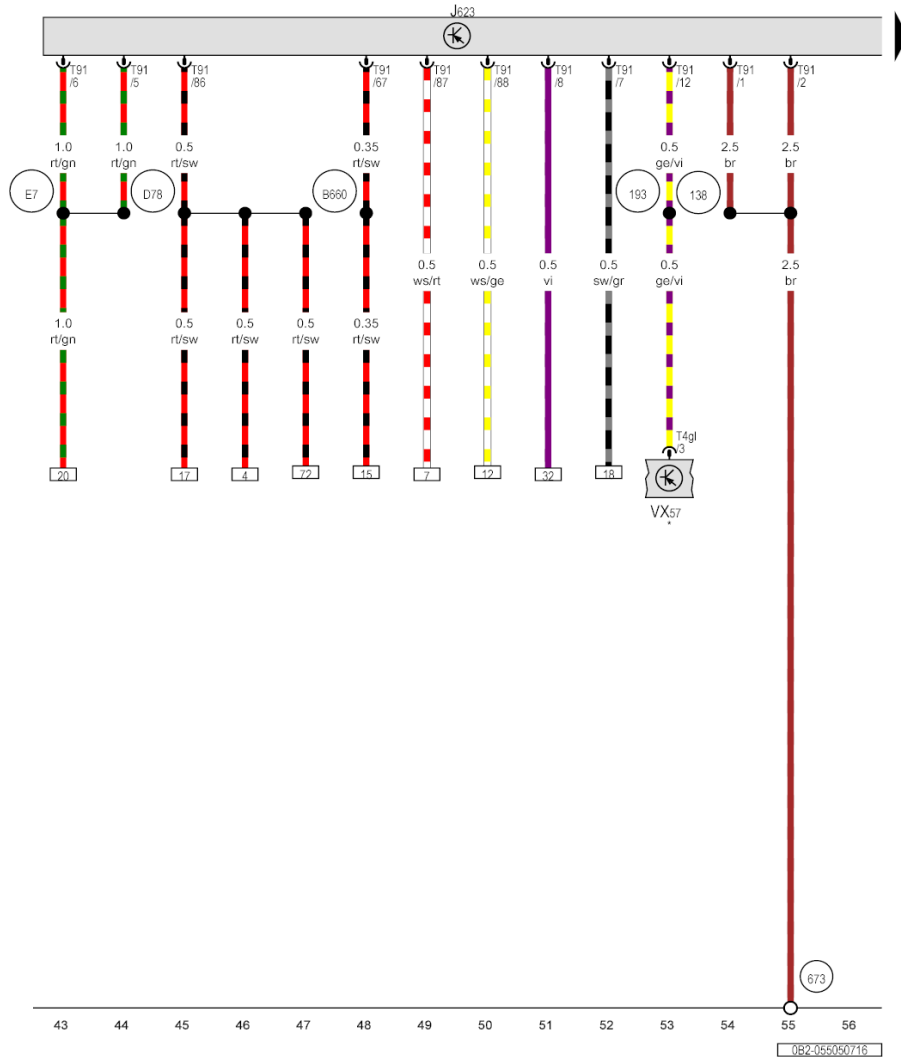 J623
T91 T91 T91 T91 T91 T91 T91 T91 T91 T91 T91
/6 /5 /86 /67 /87 /88 /8 /7 /12 /1 /2
1.0 1.0 0.5 0.35 0.5 2.5 2.5
rt/gn rt/gn rt/sw rt/sw ge/vi br br
E7 D78 B660 193 138
0.5 0.5 0.5 0.5 0.5 2.5
ws/rt ws/ge vi sw/gr ge/vi br
1.0 0.5 0.5 0.5 0.35
rt/gn rt/sw rt/sw rt/sw rt/sw
T4gl
/3
20 17 4 72 15 7 12 32 18
VX57
*
673
43 44 45 46 47 48 49 50 51 52 53 54 55 56
0B2-055050716